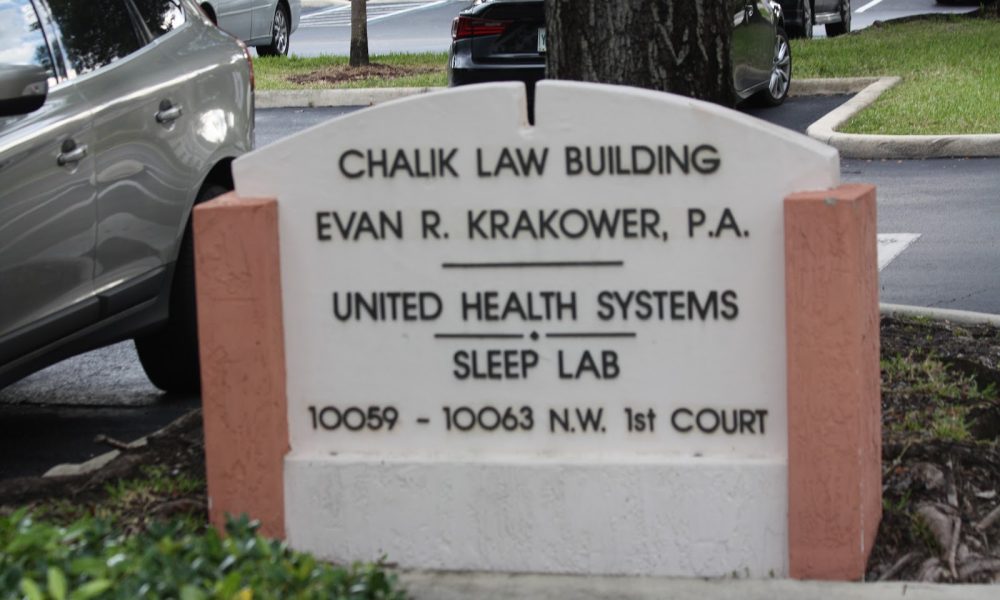 CHALIK LAW BUILDING
EVAN R. KRAKOWER, P.A.
UNITED HEALTH SYSTEMS
SLEEP LAB
10059 - 10063 N.W. 1st COURT